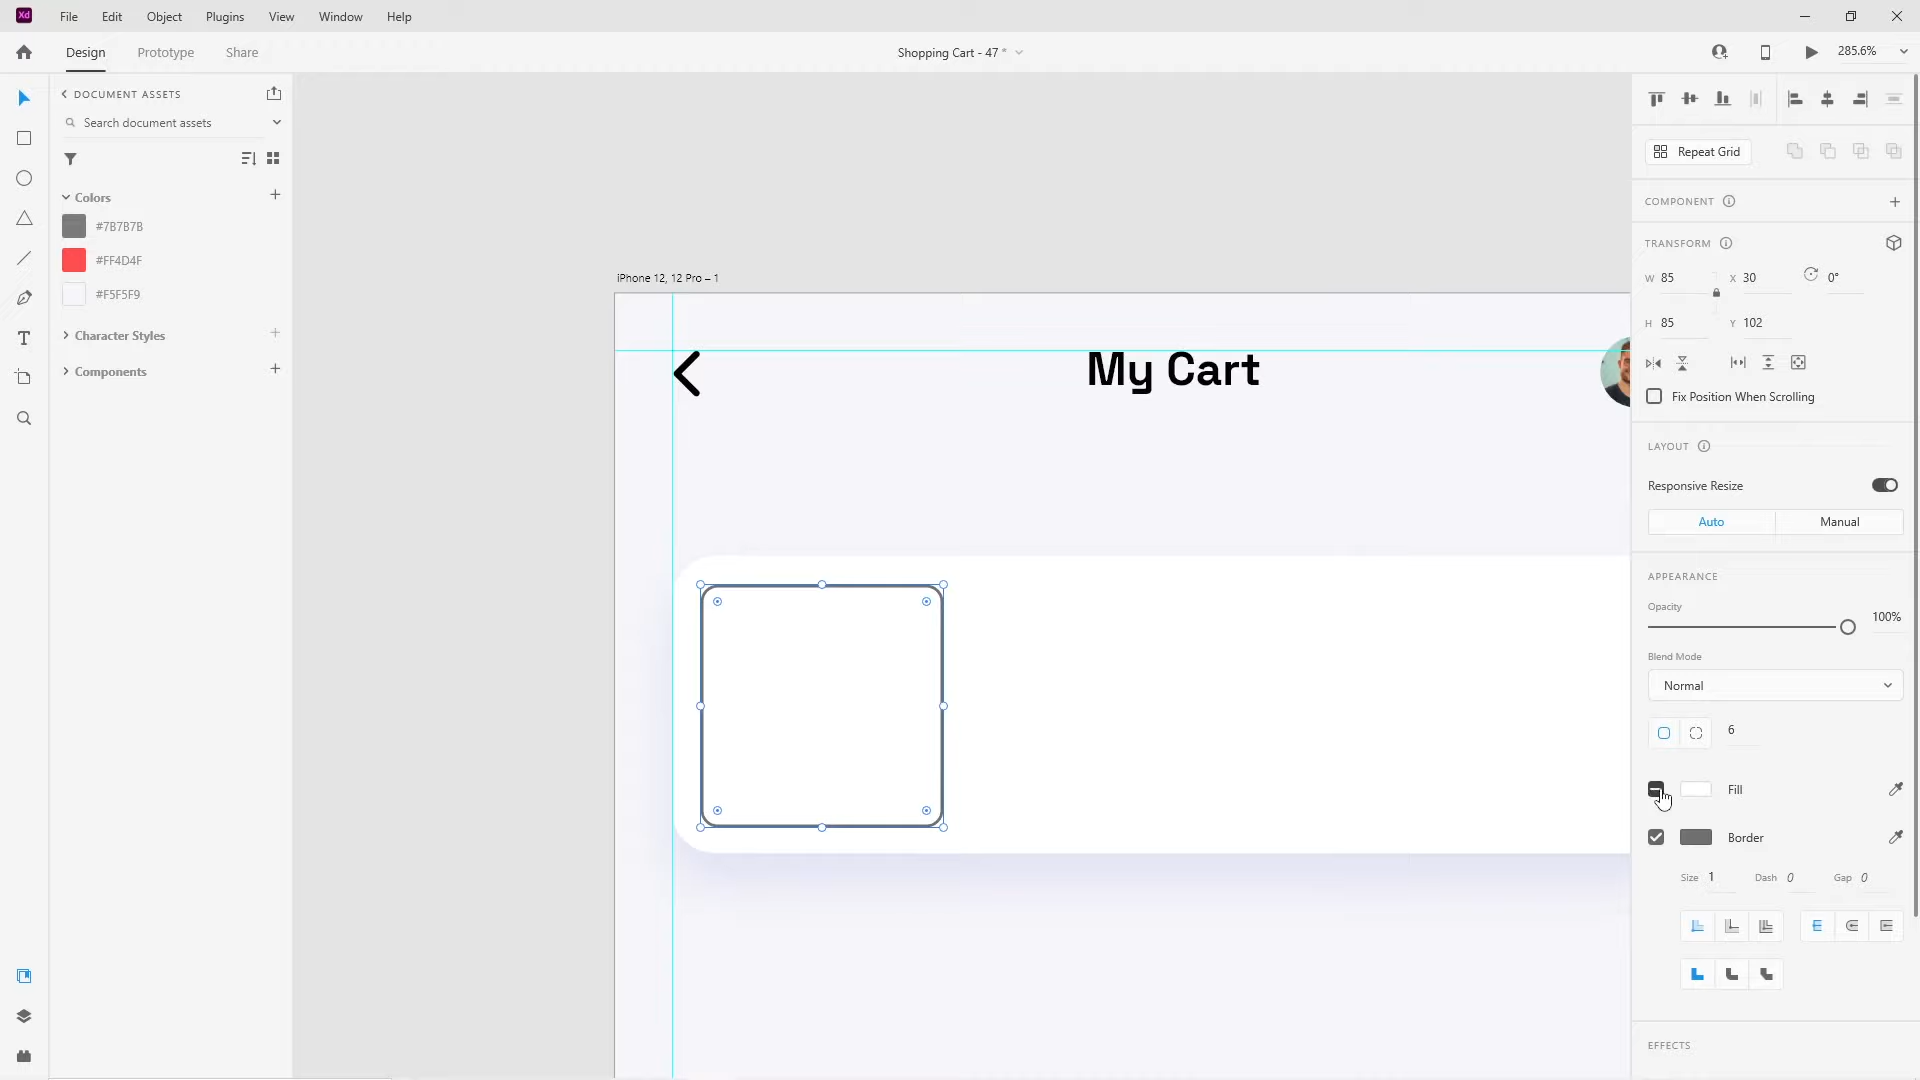 Xd
File Edit Object Plugins View Window Help
Design Prototype Share
Shopping Cart - 47 *
285.6%
DOCUMENT ASSETS
Search document assets
Colors
#7B7B7B
#FF4D4F
#F5F5F9
Character Styles
Components
iPhone 12, 12 Pro – 1
My Cart
Repeat Grid
COMPONENT
TRANSFORM
W 85 X 30 0°
H 85 Y 102
Fix Position When Scrolling
LAYOUT
Responsive Resize
Auto Manual
APPEARANCE
Opacity
100%
Blend Mode
Normal
6
Fill
Border
Size 1 Dash 0 Gap 0
EFFECTS